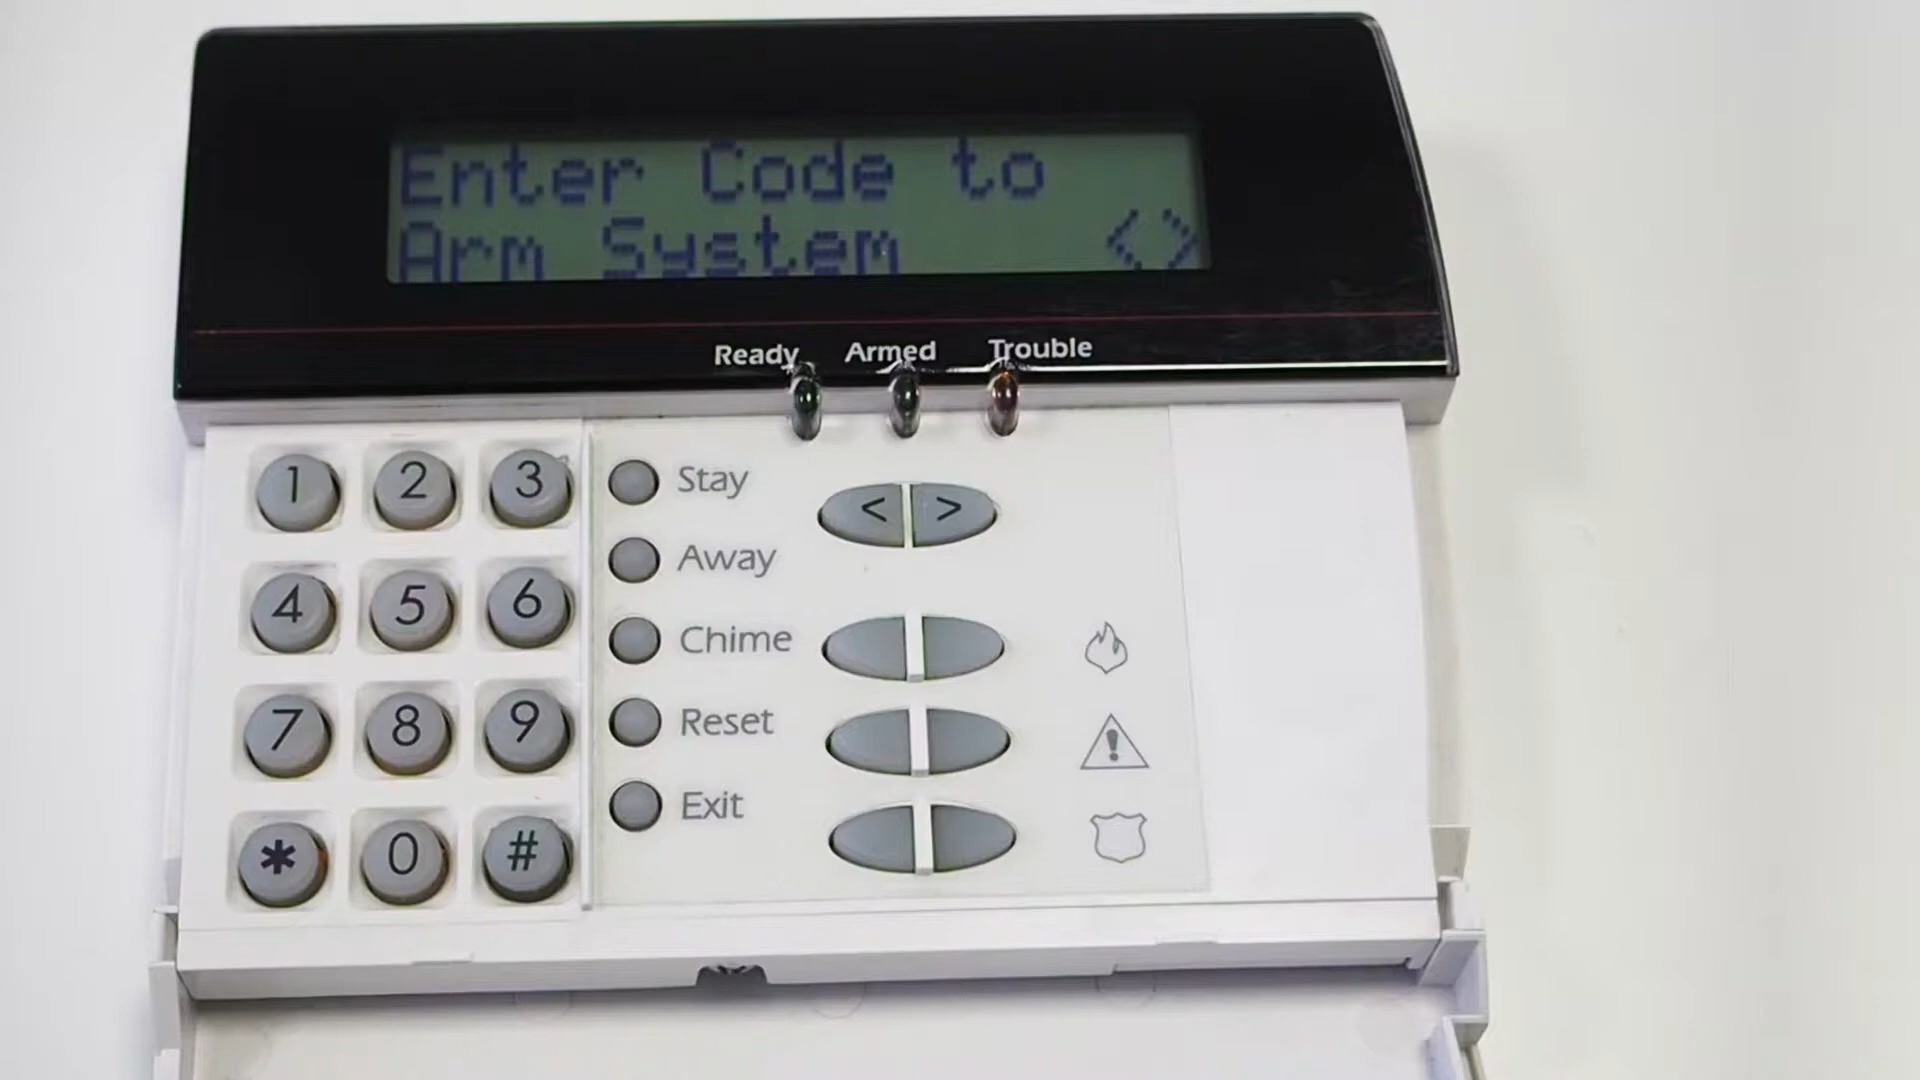 Enter Code to
Arm System <>
Ready Armed Trouble
1 2 3
4 5 6
7 8 9
* 0 #
Stay
Away
Chime
Reset
Exit
< >